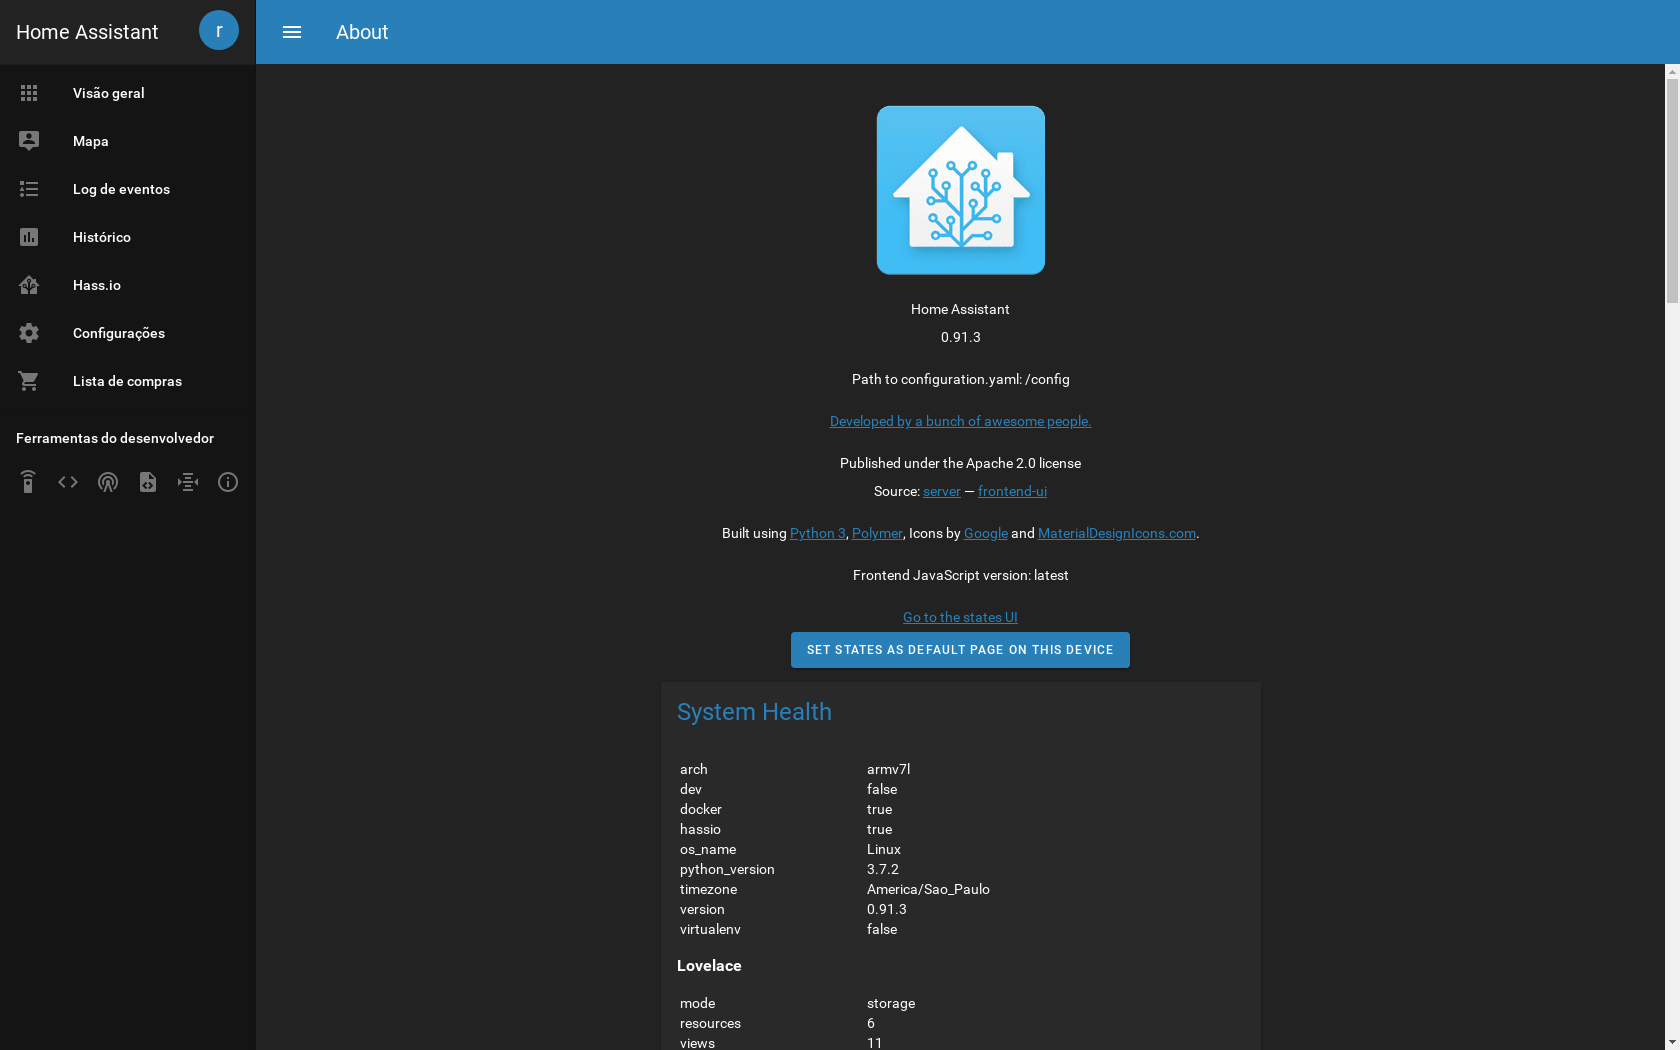 Home Assistant
r
About
Visão geral
Mapa
Log de eventos
Histórico
Hass.io
Configurações
Lista de compras
Ferramentas do desenvolvedor
Home Assistant
0.91.3
Path to configuration.yaml: /config
Developed by a bunch of awesome people.
Published under the Apache 2.0 license
Source: server — frontend-ui
Built using Python 3, Polymer, Icons by Google and MaterialDesignIcons.com.
Frontend JavaScript version: latest
Go to the states UI
SET STATES AS DEFAULT PAGE ON THIS DEVICE
System Health
arch armv7l
dev false
docker true
hassio true
os_name Linux
python_version 3.7.2
timezone America/Sao_Paulo
version 0.91.3
virtualenv false
Lovelace
mode storage
resources 6
views 11